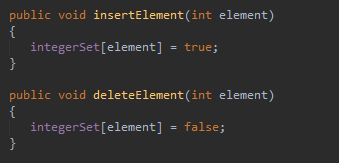 public void insertElement(int element)
{
integerSet[element] = true;
}
public void deleteElement(int element)
{
integerSet[element] = false;
}